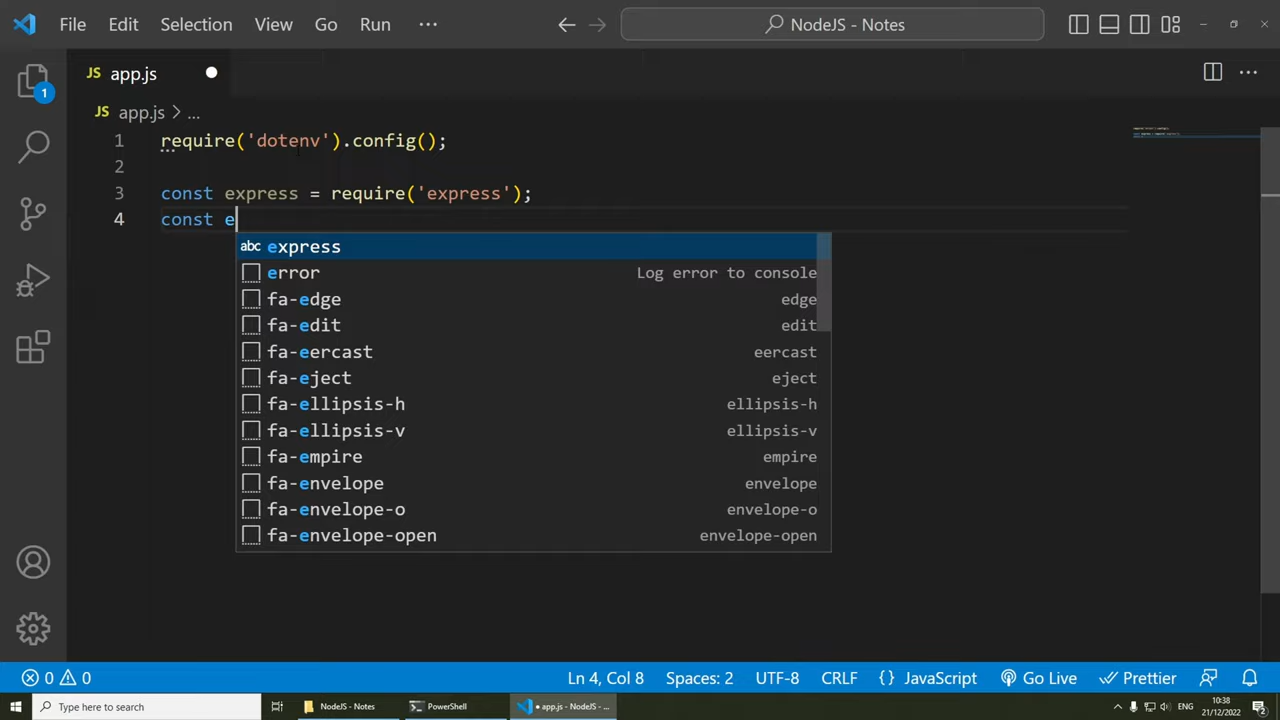 File Edit Selection View Go Run ··· NodeJS - Notes
JS app.js
JS app.js > ...
1 require('dotenv').config();
2
3 const express = require('express');
4 const e
abc express
error Log error to console
fa-edge edge
fa-edit edit
fa-eercast eercast
fa-eject eject
fa-ellipsis-h ellipsis-h
fa-ellipsis-v ellipsis-v
fa-empire empire
fa-envelope envelope
fa-envelope-o envelope-o
fa-envelope-open envelope-open
1
0 0 Ln 4, Col 8 Spaces: 2 UTF-8 CRLF {} JavaScript Go Live Prettier
Type here to search NodeJS - Notes PowerShell • app.js - NodeJS - ... ENG 10:38
21/12/2022 2